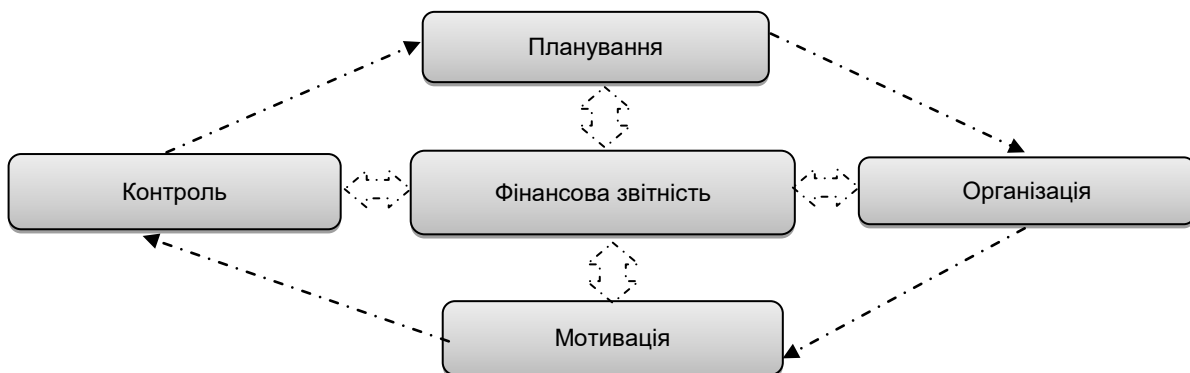 Планування
Контроль
Фінансова звітність
Організація
Мотивація